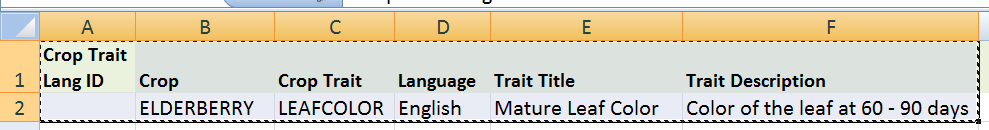 A B C D E F
1 Crop Trait Lang ID Crop Crop Trait Language Trait Title Trait Description
2 ELDERBERRY LEAFCOLOR English Mature Leaf Color Color of the leaf at 60 - 90 days